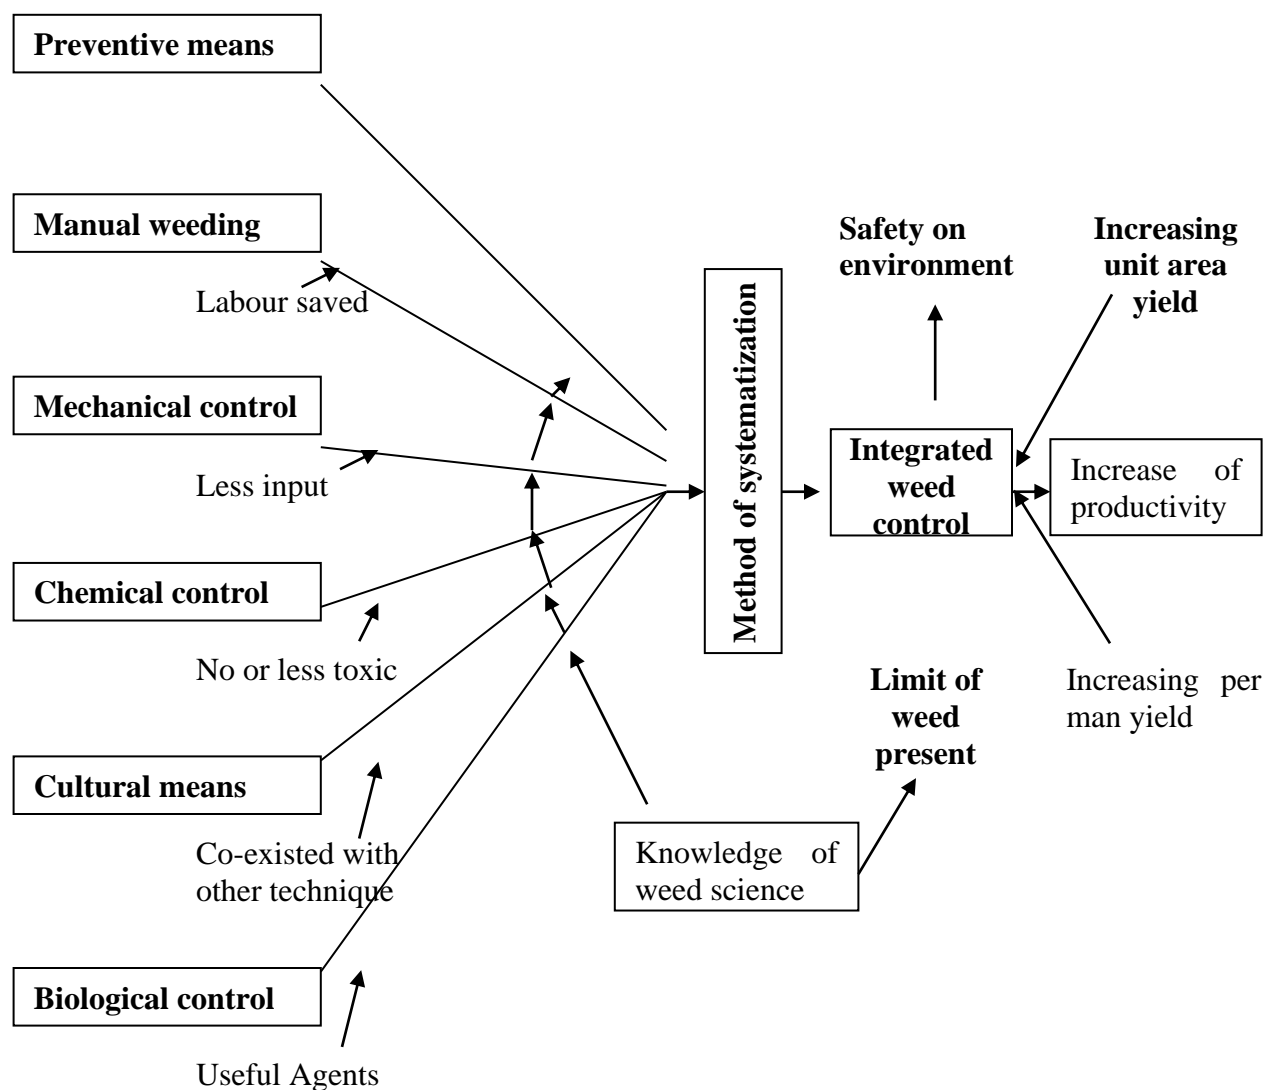 Preventive means
Manual weeding
Labour saved
Mechanical control
Less input
Chemical control
No or less toxic
Cultural means
Co-existed with
other technique
Biological control
Useful Agents
Method of systematization
Safety on
environment
Increasing
unit area
yield
Integrated
weed
control
Increase of
productivity
Limit of
weed
present
Increasing per
man yield
Knowledge of
weed science